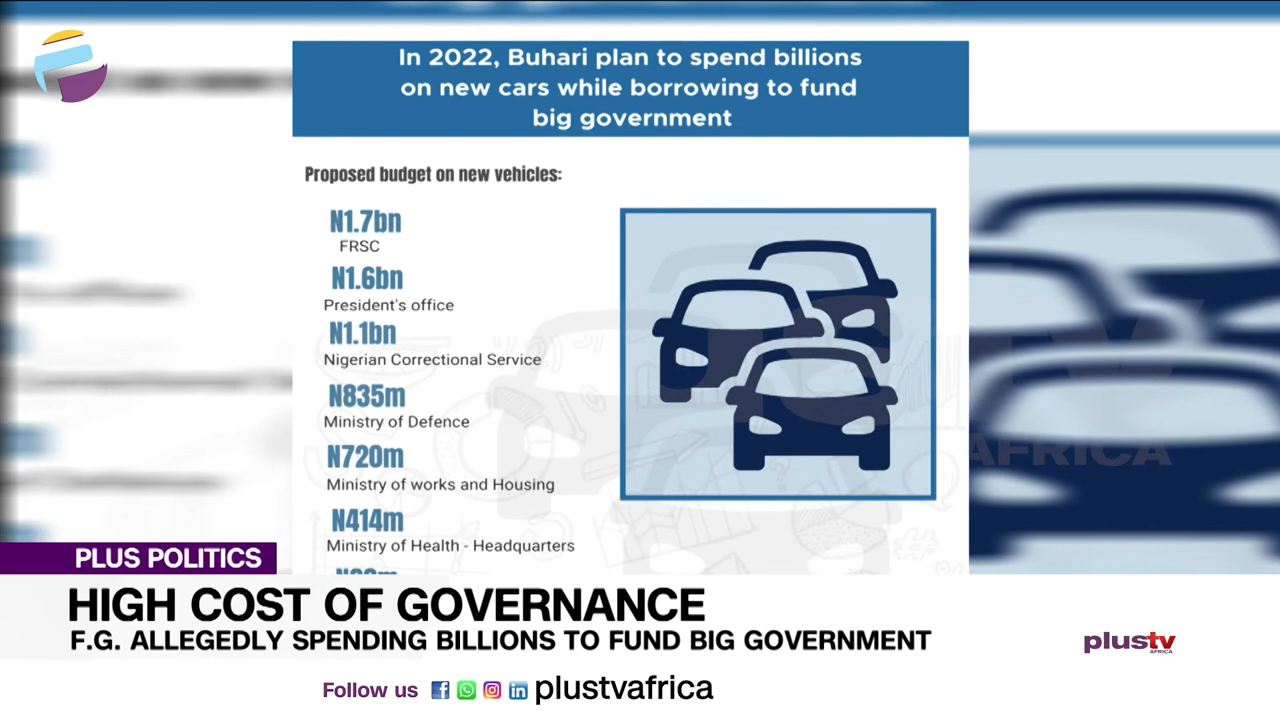 In 2022, Buhari plan to spend billions
on new cars while borrowing to fund
big government
Proposed budget on new vehicles:
N1.7bn
FRSC
N1.6bn
President's office
N1.1bn
Nigerian Correctional Service
N835m
Ministry of Defence
N720m
Ministry of works and Housing
N414m
Ministry of Health - Headquarters
AFRICA
PLUS POLITICS
HIGH COST OF GOVERNANCE
F.G. ALLEGEDLY SPENDING BILLIONS TO FUND BIG GOVERNMENT
plustv
AFRICA
Follow us plustvafrica